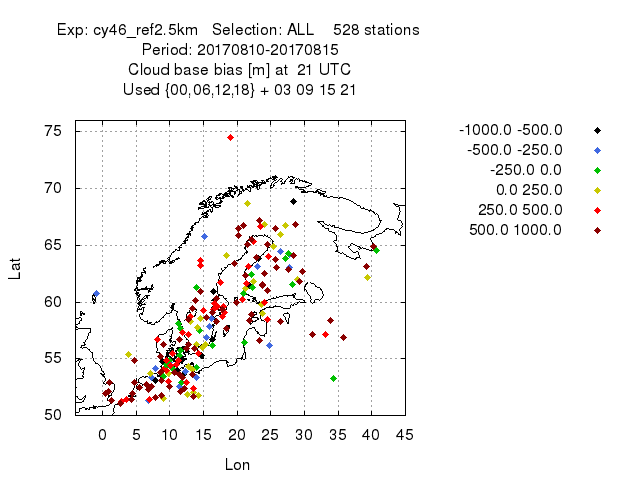 Exp: cy46_ref2.5km Selection: ALL 528 stations
Period: 20170810-20170815
Cloud base bias [m] at 21 UTC
Used {00,06,12,18} + 03 09 15 21
-1000.0 -500.0
-500.0 -250.0
-250.0 0.0
0.0 250.0
250.0 500.0
500.0 1000.0
75
70
65
60
55
50
Lat
0 5 10 15 20 25 30 35 40 45
Lon